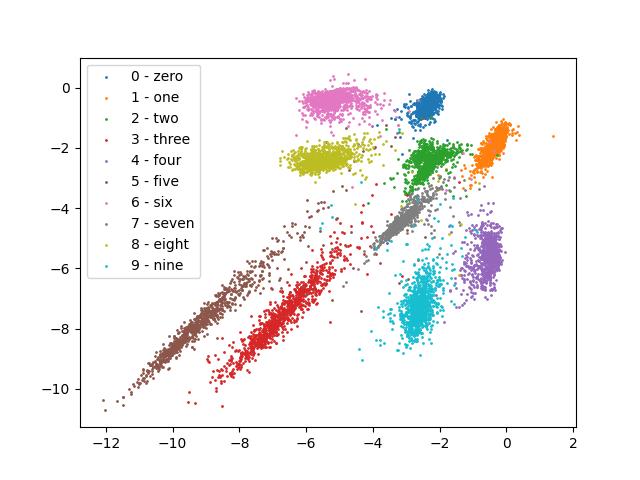 0 - zero
1 - one
2 - two
3 - three
4 - four
5 - five
6 - six
7 - seven
8 - eight
9 - nine
0
−2
−4
−6
−8
−10
−12 −10 −8 −6 −4 −2 0 2